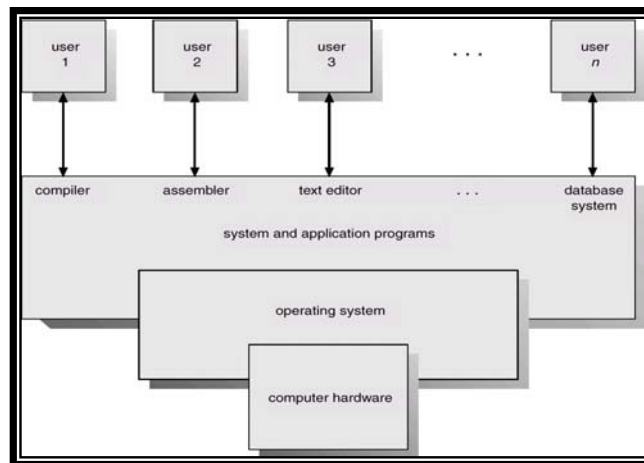 user
1
user
2
user
3
. . .
user
n
compiler
assembler
text editor
. . .
database
system
system and application programs
operating system
computer hardware